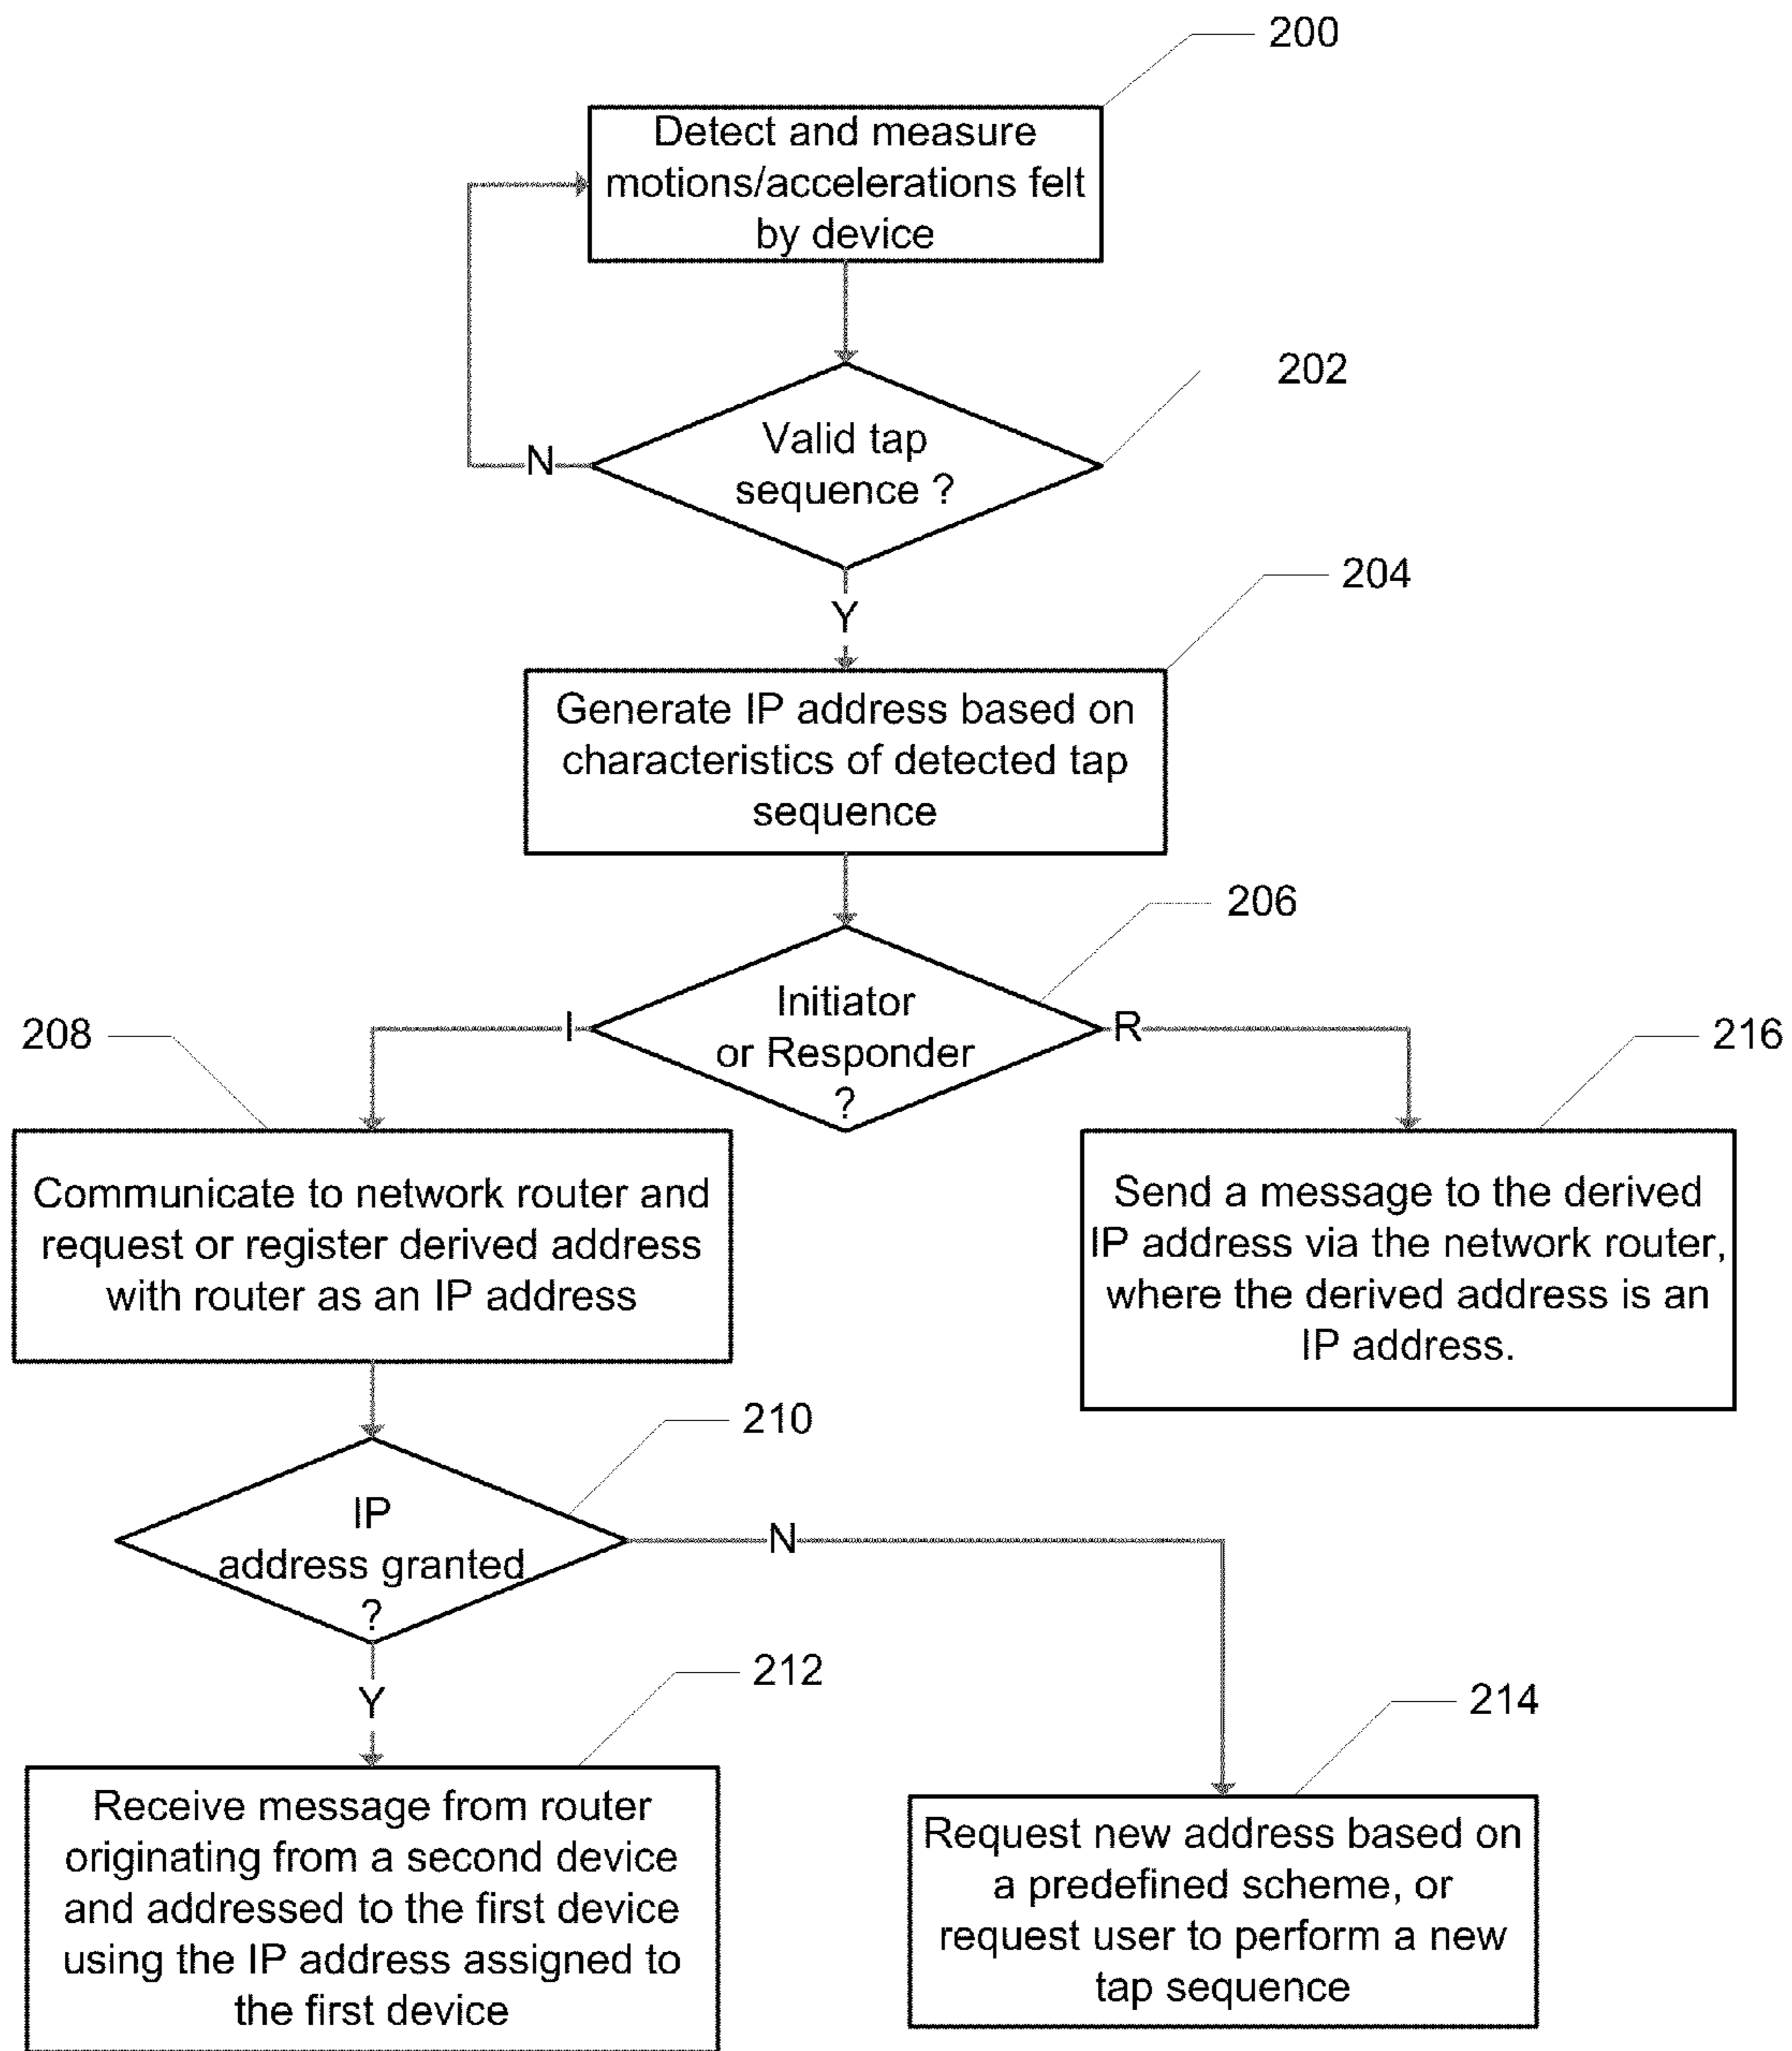 200
Detect and measure
motions/accelerations felt
by device
202
Valid tap
sequence ?
N
Y
204
Generate IP address based on
characteristics of detected tap
sequence
206
Initiator
or Responder
?
I
R
208
216
Communicate to network router and
request or register derived address
with router as an IP address
Send a message to the derived
IP address via the network router,
where the derived address is an
IP address.
210
IP
address granted
?
N
Y
212
214
Receive message from router
originating from a second device
and addressed to the first device
using the IP address assigned to
the first device
Request new address based on
a predefined scheme, or
request user to perform a new
tap sequence